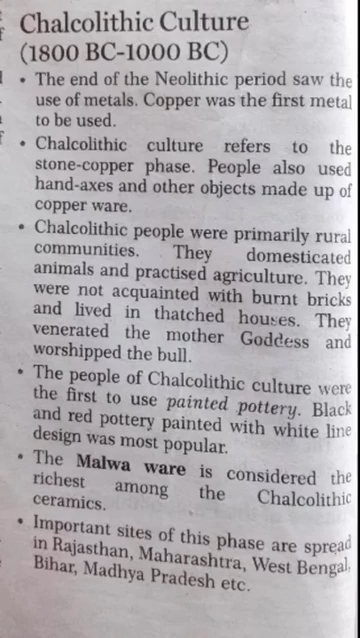 Chalcolithic Culture
(1800 BC-1000 BC)
• The end of the Neolithic period saw the
use of metals. Copper was the first metal
to be used.
• Chalcolithic culture refers to the
stone-copper phase. People also used
hand-axes and other objects made up of
copper ware.
• Chalcolithic people were primarily rural
communities. They domesticated
animals and practised agriculture. They
were not acquainted with burnt bricks
and lived in thatched houses. They
venerated the mother Goddess and
worshipped the bull.
• The people of Chalcolithic culture were
the first to use painted pottery. Black
and red pottery painted with white line
design was most popular.
• The Malwa ware is considered the
richest among the Chalcolithic
ceramics.
• Important sites of this phase are spread
in Rajasthan, Maharashtra, West Bengal,
Bihar, Madhya Pradesh etc.